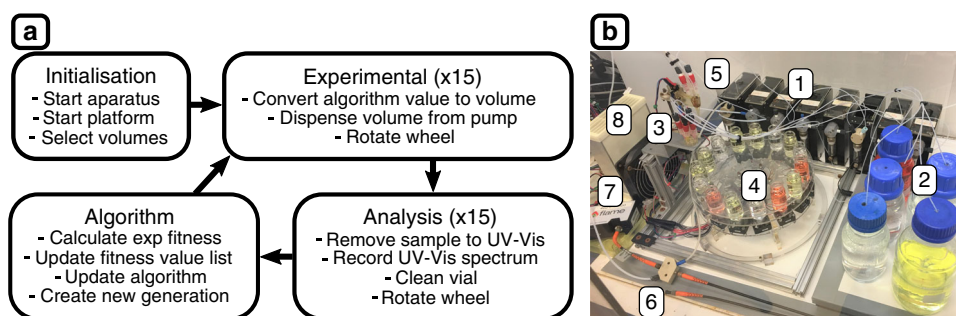 a
Initialisation
- Start apparatus
- Start platform
- Select volumes
Experimental (x15)
- Convert algorithm value to volume
- Dispense volume from pump
- Rotate wheel
Algorithm
- Calculate exp fitness
- Update fitness value list
- Update algorithm
- Create new generation
Analysis (x15)
- Remove sample to UV-Vis
- Record UV-Vis spectrum
- Clean vial
- Rotate wheel
b
5
1
8
3
4
2
7
flame
6